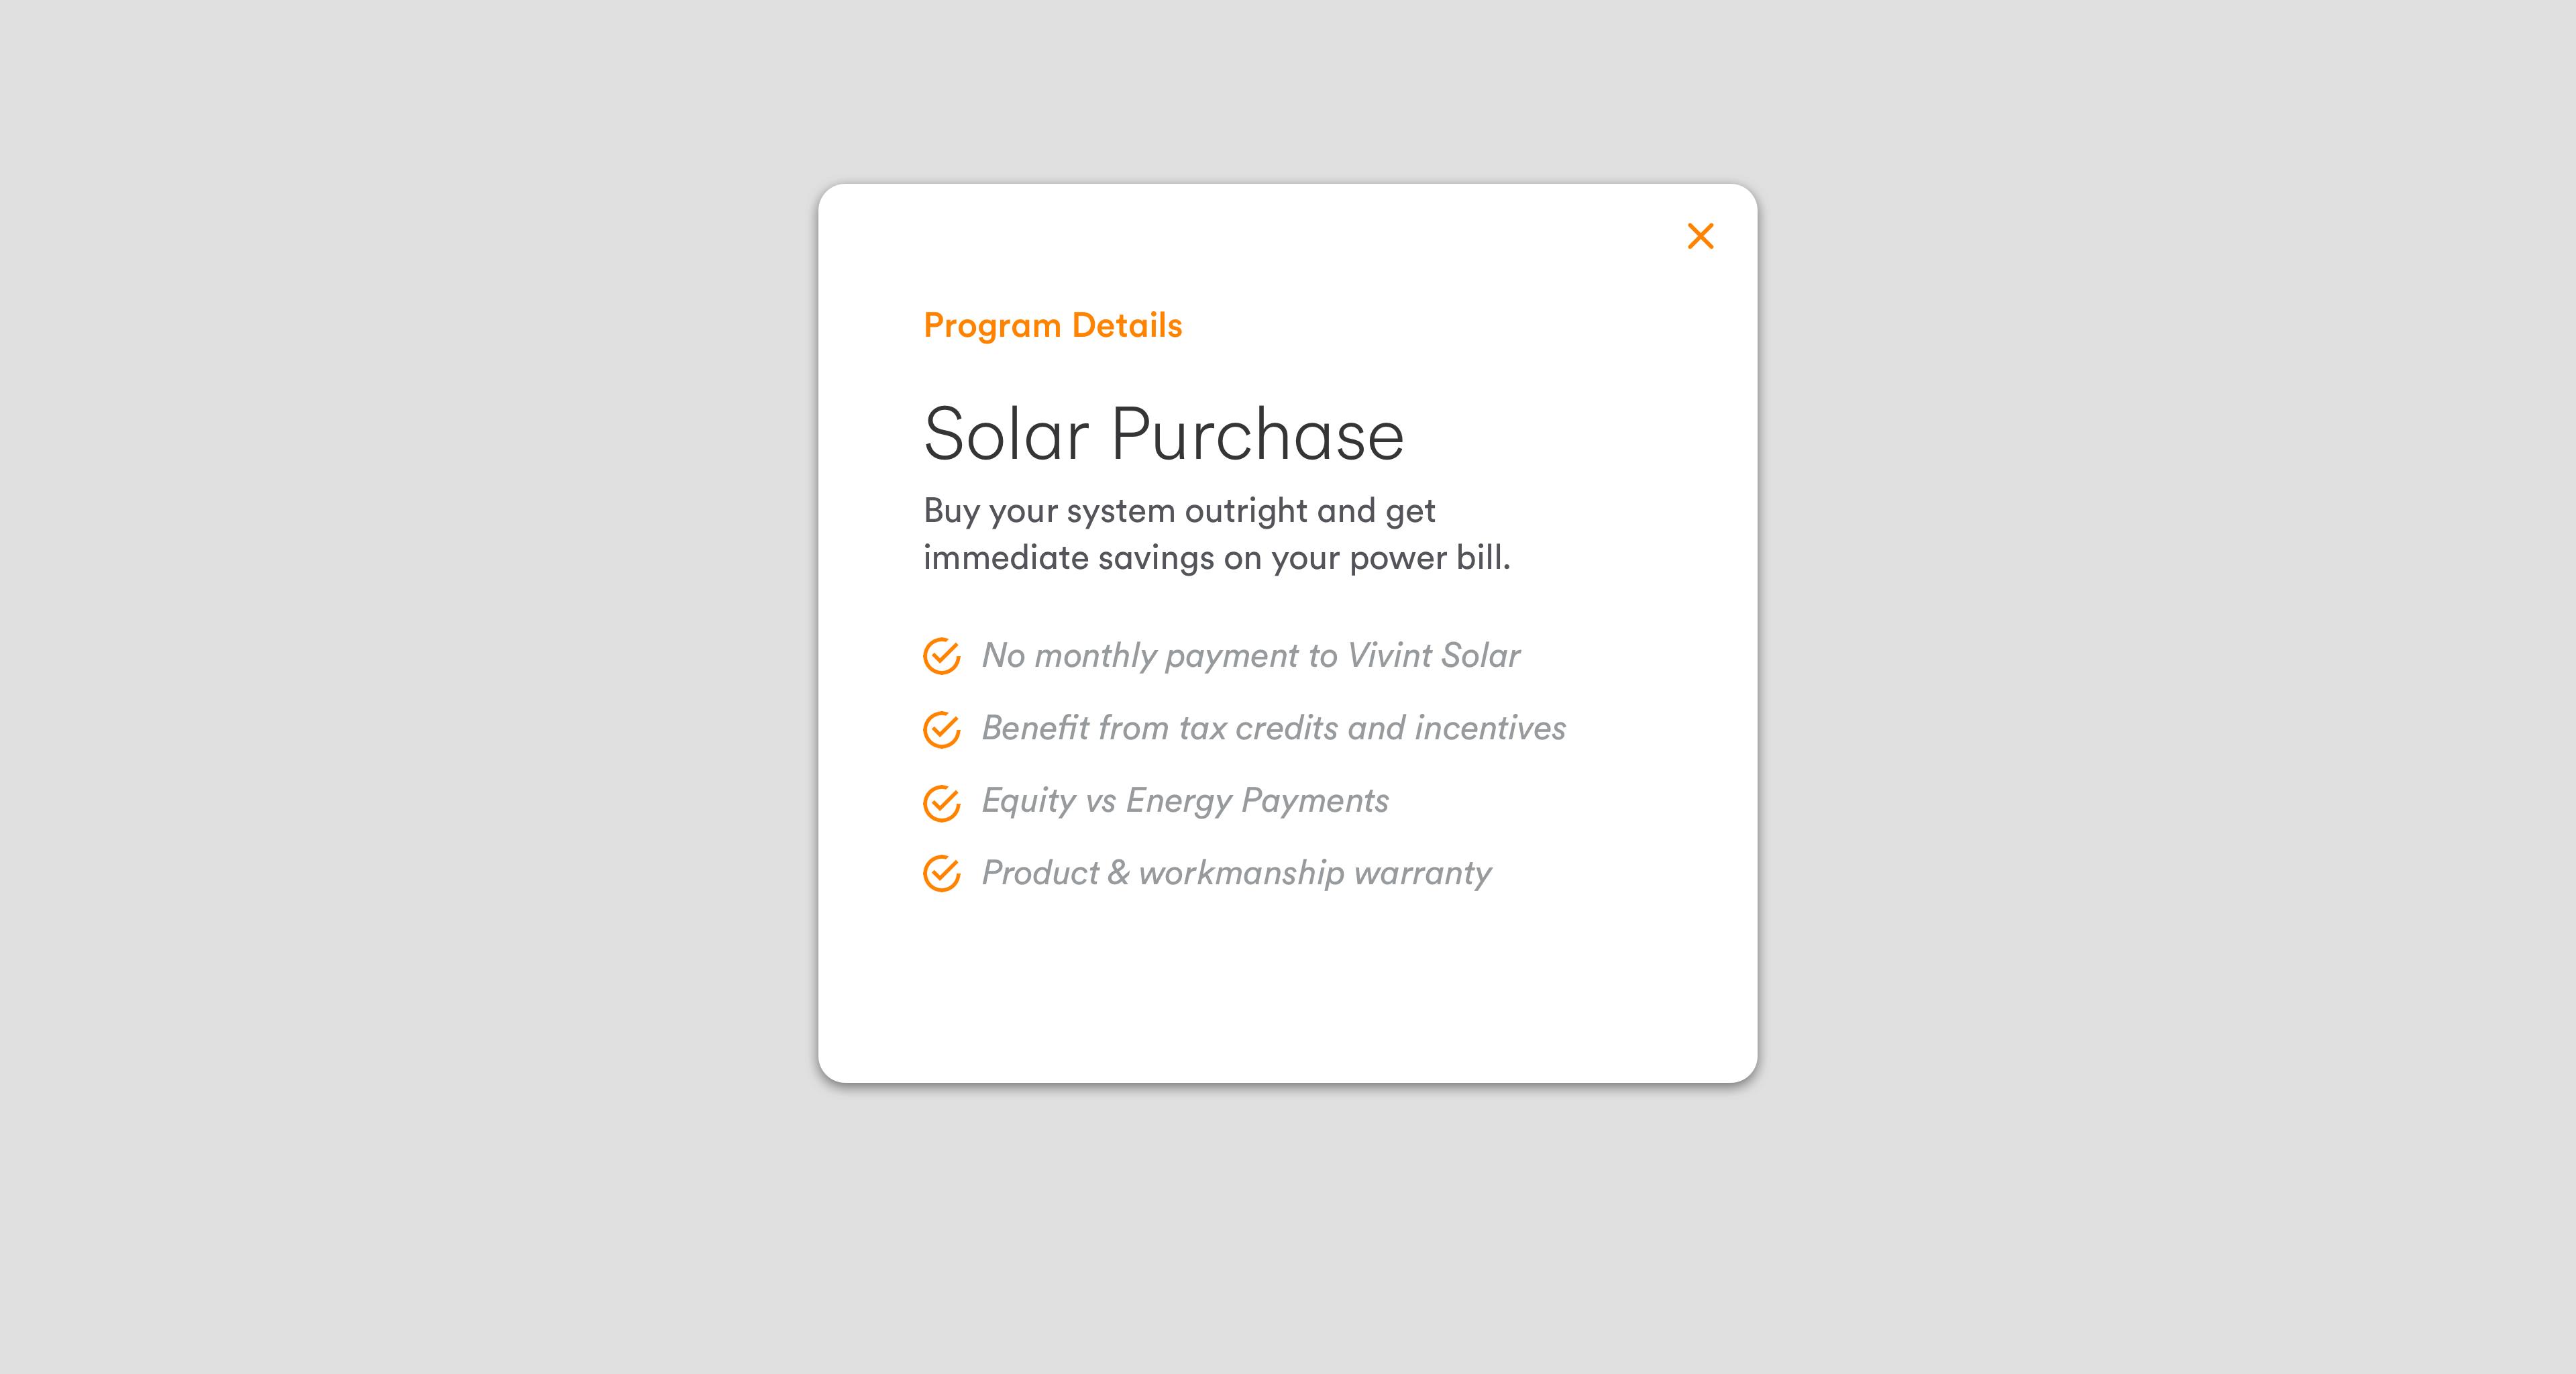 Program Details
Solar Purchase
Buy your system outright and get
immediate savings on your power bill.
No monthly payment to Vivint Solar
Benefit from tax credits and incentives
Equity vs Energy Payments
Product & workmanship warranty